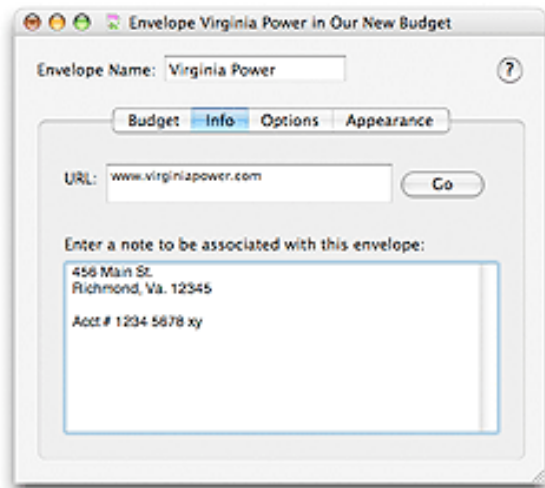 Envelope Virginia Power in Our New Budget
Envelope Name: Virginia Power ?
Budget Info Options Appearance
URL: www.virginiapower.com Go
Enter a note to be associated with this envelope:
456 Main St.
Richmond, Va. 12345
Acct # 1234 5678 xy